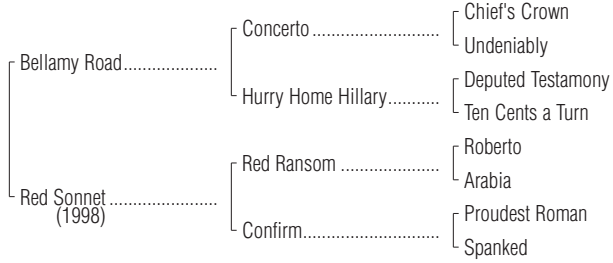 Chief's Crown
Concerto ..................................
Undeniably
Bellamy Road.....................
Deputed Testamony
Hurry Home Hillary...........
Ten Cents a Turn
Roberto
Red Ransom ..........................
Arabia
Red Sonnet ........................
(1998)
Proudest Roman
Confirm.....................................
Spanked